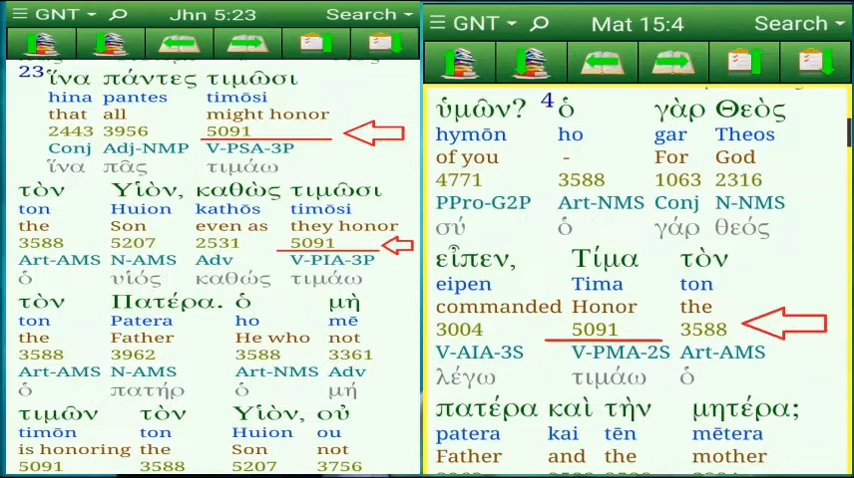 GNT Jhn 5:23 Search
23 ἵνα πάντες τιμῶσι
hina pantes timōsi
that all might honor
2443 3956 5091
Conj Adj-NMP V-PSA-3P
ἵνα πᾶς τιμάω
τὸν Υἱὸν, καθὼς τιμῶσι
ton Huion kathōs timōsi
the Son even as they honor
3588 5207 2531 5091
Art-AMS N-AMS Adv V-PIA-3P
ὁ υἱός καθώς τιμάω
τὸν Πατέρα. ὁ μὴ
ton Patera ho mē
the Father He who not
3588 3962 3588 3361
Art-AMS N-AMS Art-NMS Adv
ὁ πατήρ ὁ μή
τιμῶν τὸν Υἱὸν, οὐ
timōn ton Huion ou
is honoring the Son not
5091 3588 5207 3756
GNT Mat 15:4 Search
ὑμῶν? 4 ὁ γὰρ Θεὸς
hymōn ho gar Theos
of you - For God
4771 3588 1063 2316
PPro-G2P Art-NMS Conj N-NMS
σύ ὁ γάρ θεός
εἶπεν, Τίμα τὸν
eipen Tima ton
commanded Honor the
3004 5091 3588
V-AIA-3S V-PMA-2S Art-AMS
λέγω τιμάω ὁ
πατέρα καὶ τὴν μητέρα;
patera kai tēn mētera
Father and the mother